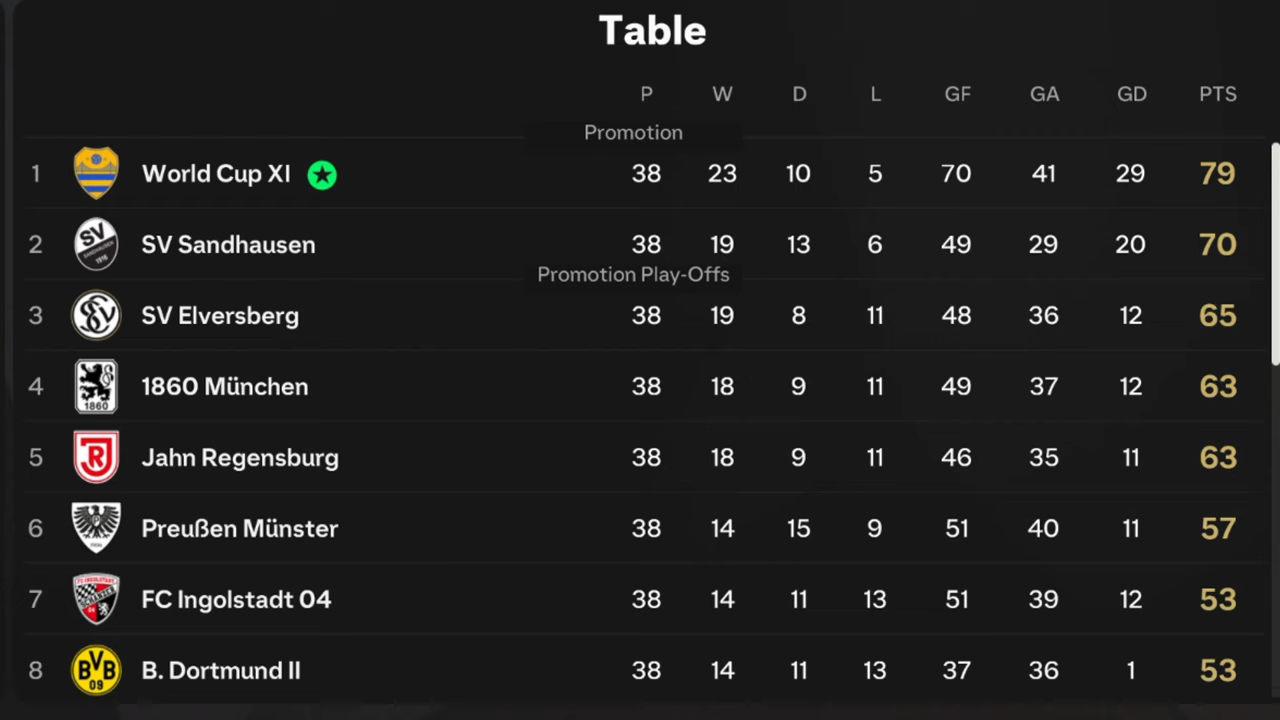 Table
P W D L GF GA GD PTS
Promotion
1 World Cup XI 38 23 10 5 70 41 29 79
2 SV SV Sandhausen 38 19 13 6 49 29 20 70
Promotion Play-Offs
3 SV Elversberg 38 19 8 11 48 36 12 65
4 1860 1860 München 38 18 9 11 49 37 12 63
5 R Jahn Regensburg 38 18 9 11 46 35 11 63
6 Preußen Münster 38 14 15 9 51 40 11 57
7 FC Ingolstadt 04 38 14 11 13 51 39 12 53
8 BVB 09 B. Dortmund II 38 14 11 13 37 36 1 53